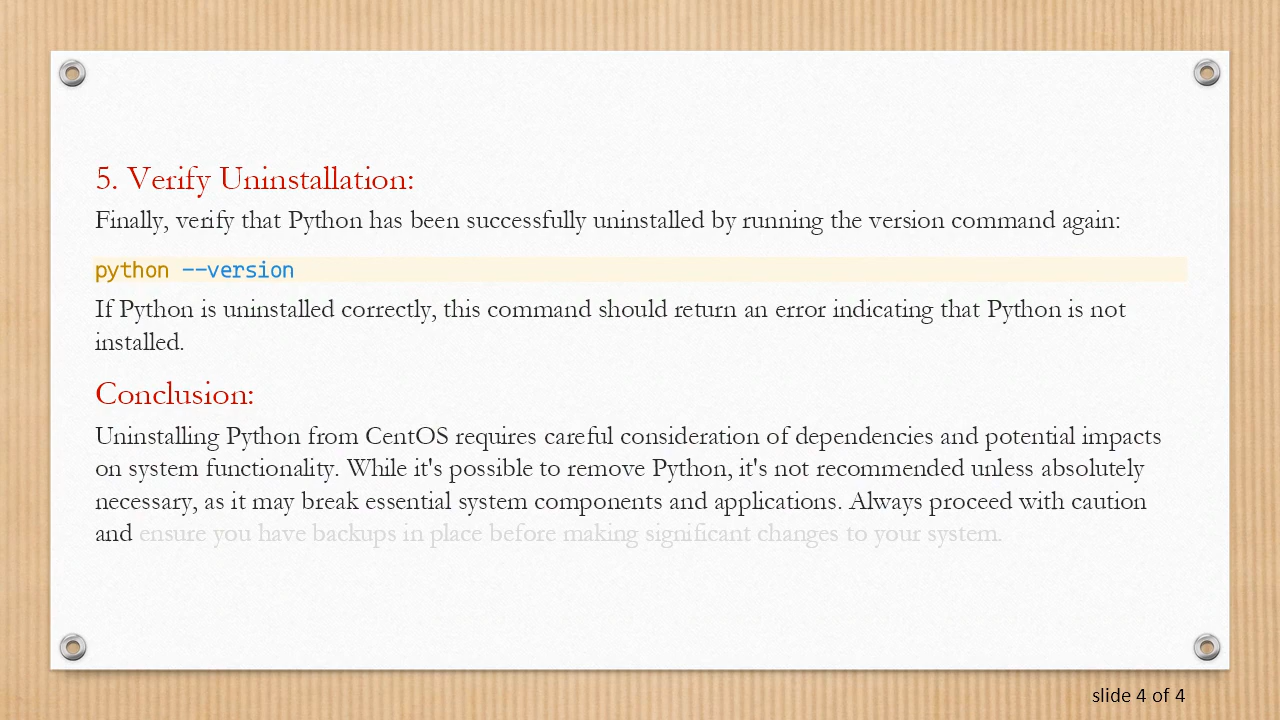 5. Verify Uninstallation:
Finally, verify that Python has been successfully uninstalled by running the version command again:
python --version
If Python is uninstalled correctly, this command should return an error indicating that Python is not
installed.
Conclusion:
Uninstalling Python from CentOS requires careful consideration of dependencies and potential impacts
on system functionality. While it's possible to remove Python, it's not recommended unless absolutely
necessary, as it may break essential system components and applications. Always proceed with caution
and ensure you have backups in place before making significant changes to your system.
slide 4 of 4